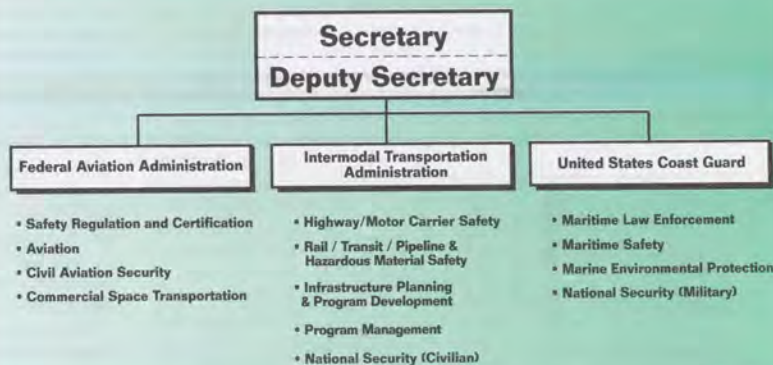 Secretary
Deputy Secretary
Federal Aviation Administration
• Safety Regulation and Certification
• Aviation
• Civil Aviation Security
• Commercial Space Transportation
Intermodal Transportation
Administration
• Highway/Motor Carrier Safety
• Rail / Transit / Pipeline &
Hazardous Material Safety
• Infrastructure Planning
& Program Development
• Program Management
• National Security (Civilian)
United States Coast Guard
• Maritime Law Enforcement
• Maritime Safety
• Marine Environmental Protection
• National Security (Military)